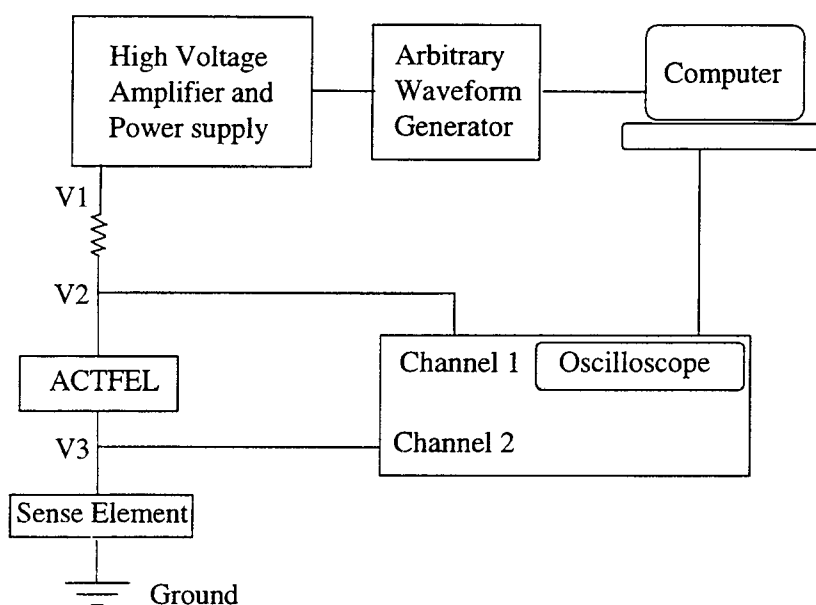 High Voltage
Amplifier and
Power supply
Arbitrary
Waveform
Generator
Computer
V1
V2
Channel 1
Oscilloscope
ACTFEL
V3
Channel 2
Sense Element
Ground